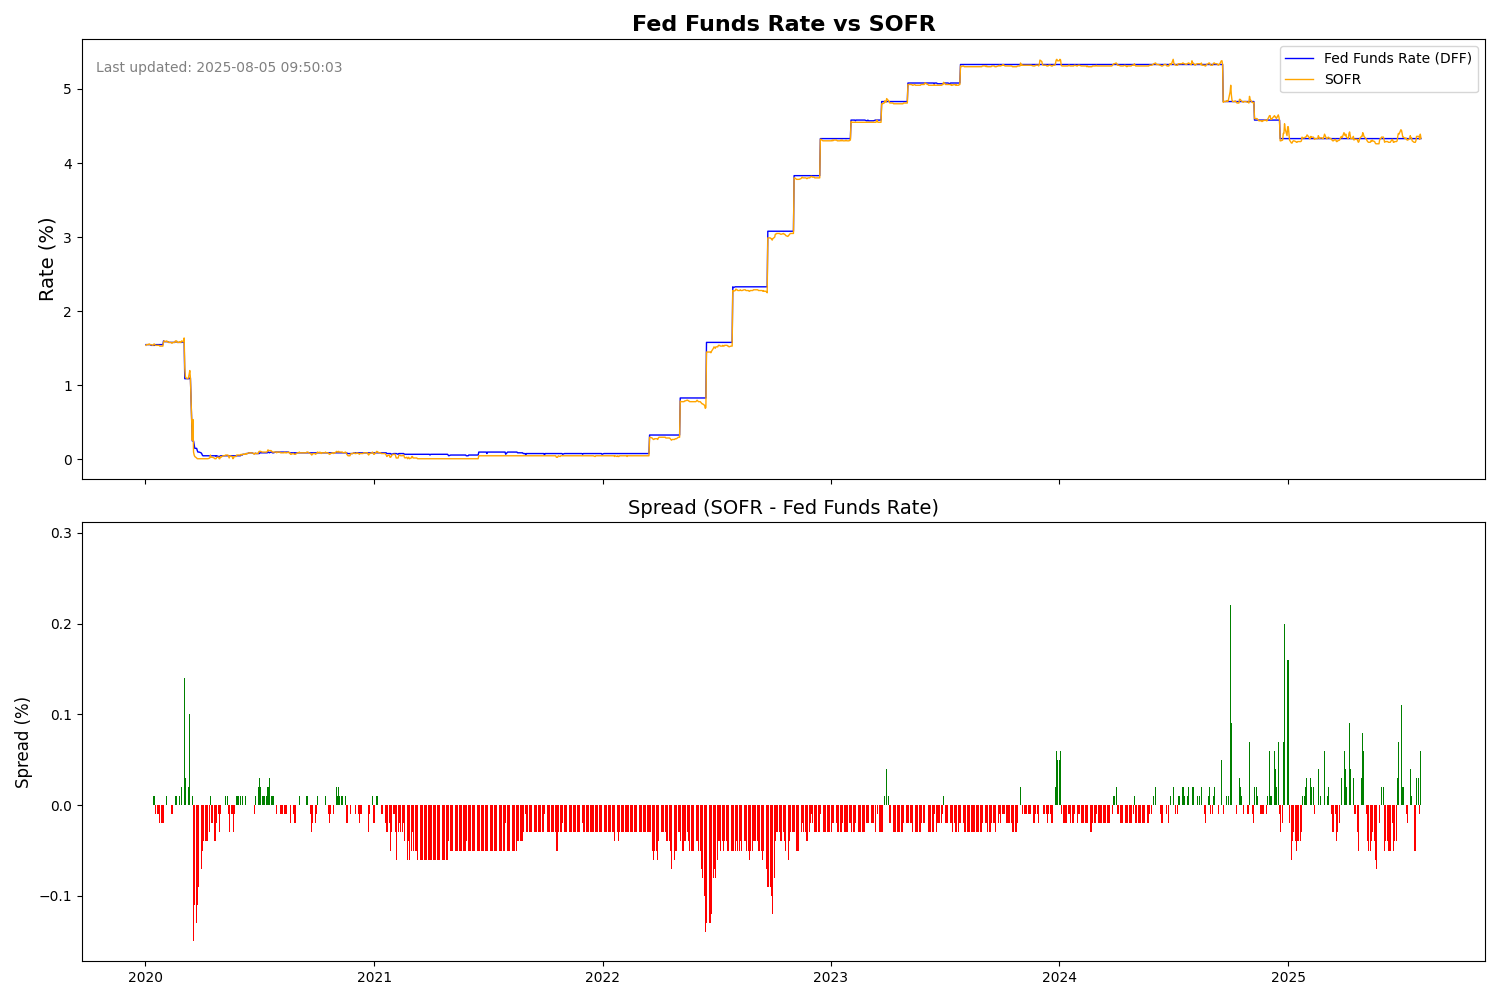 Fed Funds Rate vs SOFR
Last updated: 2025-08-05 09:50:03
Fed Funds Rate (DFF)
SOFR
Rate (%)
5
4
3
2
1
0
Spread (SOFR - Fed Funds Rate)
Spread (%)
0.3
0.2
0.1
0.0
−0.1
2020 2021 2022 2023 2024 2025